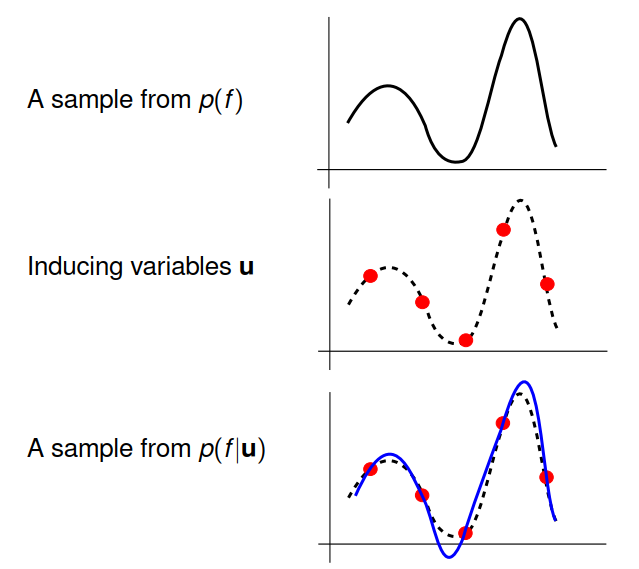 A sample from p(f)
Inducing variables u
A sample from p(f|u)